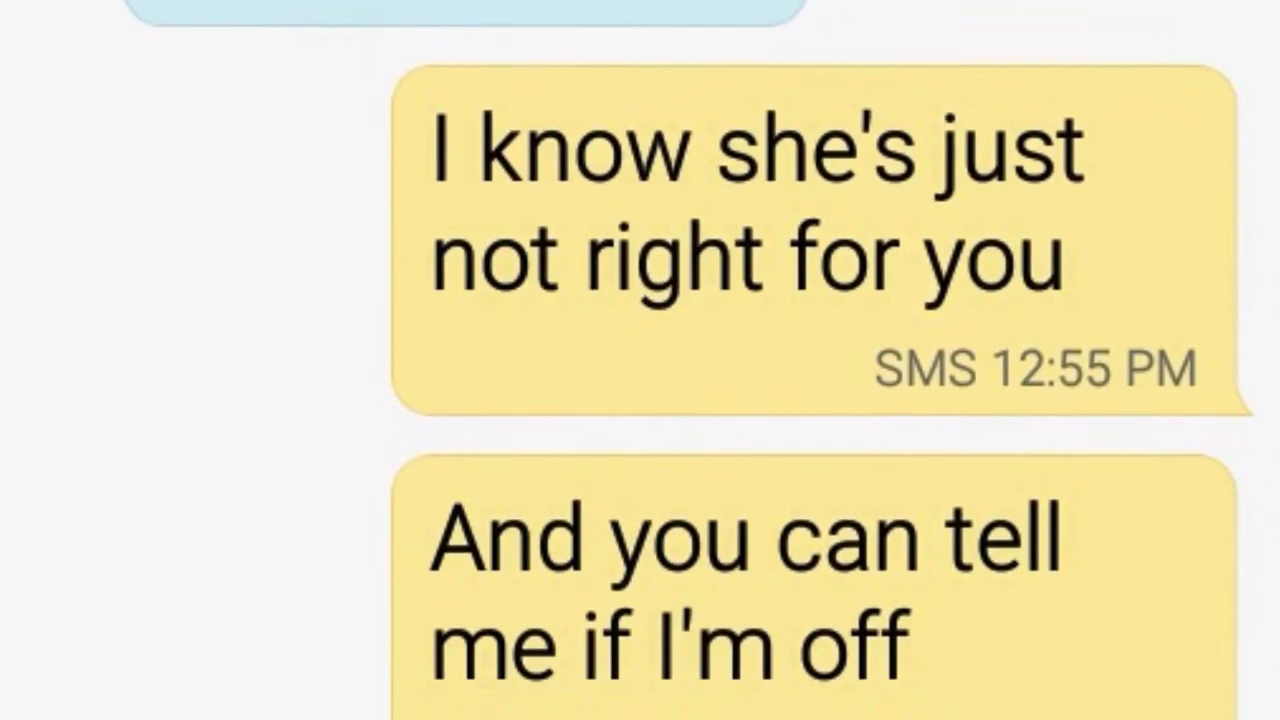 I know she's just
not right for you
SMS 12:55 PM
And you can tell
me if I'm off